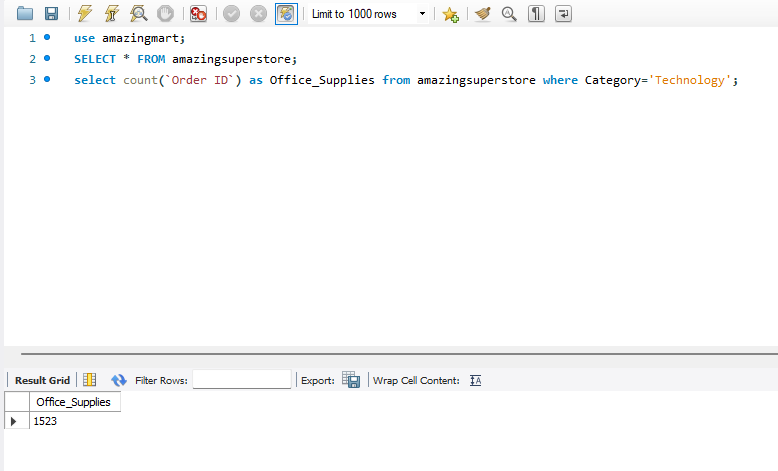 Limit to 1000 rows
1 use amazingmart;
2 SELECT * FROM amazingsuperstore;
3 select count(`Order ID`) as Office_Supplies from amazingsuperstore where Category='Technology';
Result Grid Filter Rows: Export: Wrap Cell Content:
Office_Supplies
1523